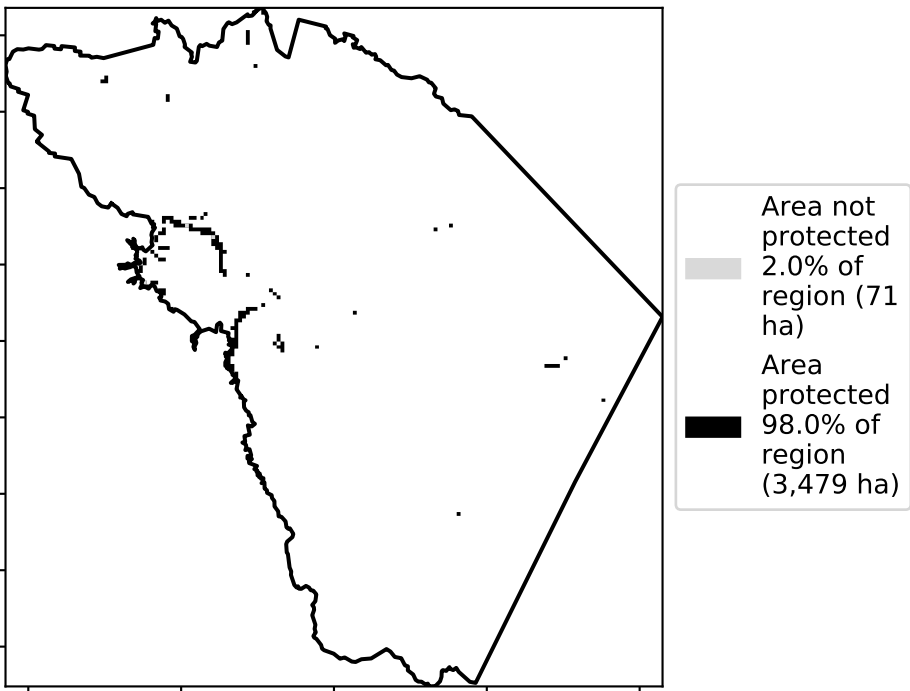 Area not
protected
2.0% of
region (71
ha)
Area
protected
98.0% of
region
(3,479 ha)